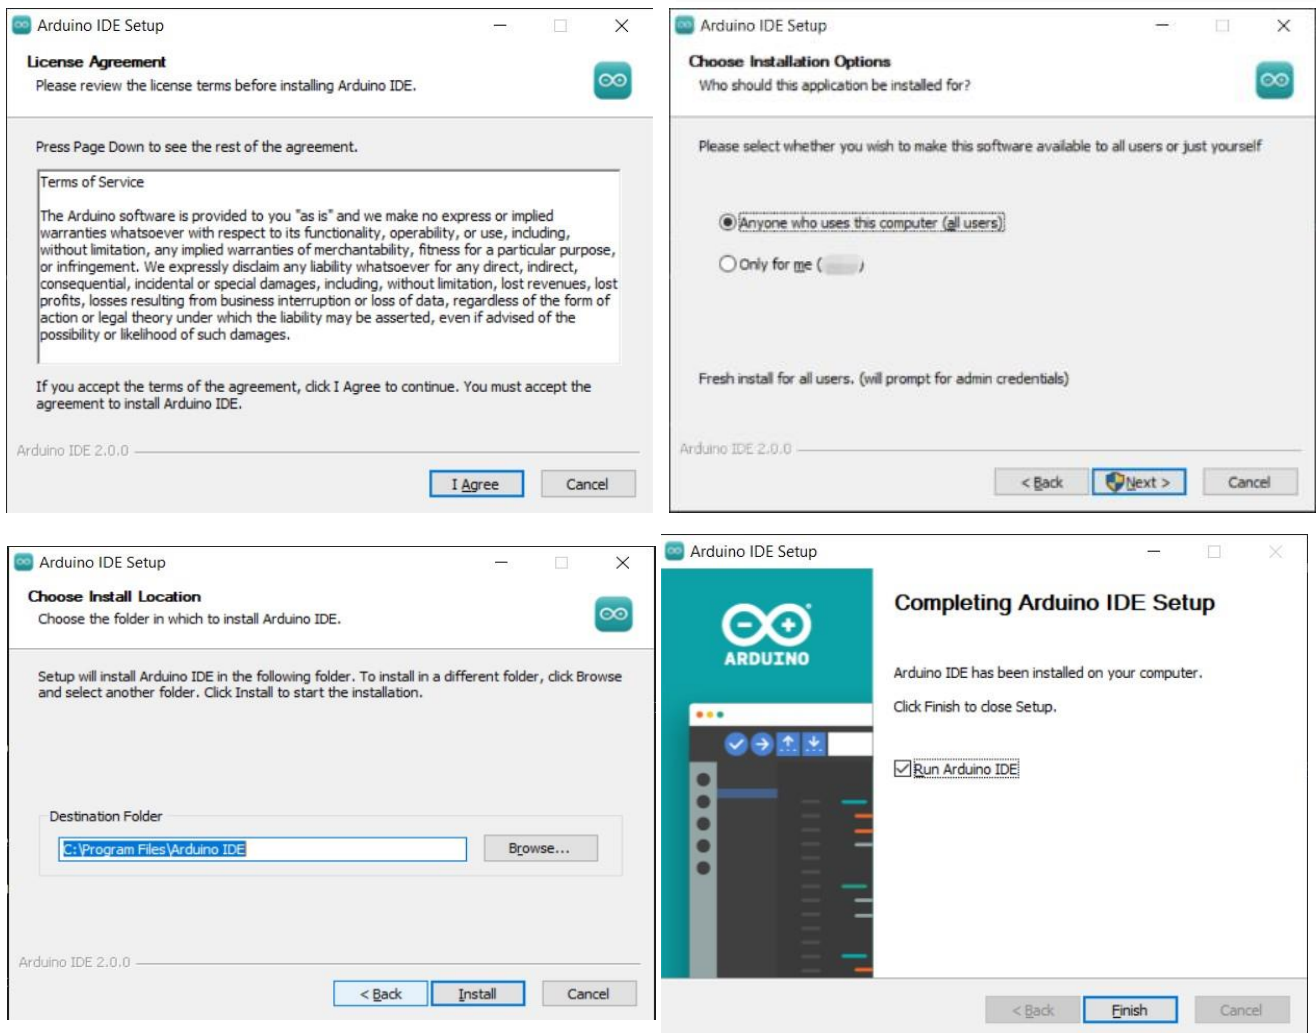 Arduino IDE Setup
License Agreement
Please review the license terms before installing Arduino IDE.
Press Page Down to see the rest of the agreement.
Terms of Service
The Arduino software is provided to you "as is" and we make no express or implied
warranties whatsoever with respect to its functionality, operability, or use, including,
without limitation, any implied warranties of merchantability, fitness for a particular purpose,
or infringement. We expressly disclaim any liability whatsoever for any direct, indirect,
consequential, incidental or special damages, including, without limitation, lost revenues, lost
profits, losses resulting from business interruption or loss of data, regardless of the form of
action or legal theory under which the liability may be asserted, even if advised of the
possibility or likelihood of such damages.
If you accept the terms of the agreement, click I Agree to continue. You must accept the
agreement to install Arduino IDE.
Arduino IDE 2.0.0
I Agree
Cancel
Arduino IDE Setup
Choose Installation Options
Who should this application be installed for?
Please select whether you wish to make this software available to all users or just yourself
Anyone who uses this computer (all users)
Only for me ( )
Fresh install for all users. (will prompt for admin credentials)
Arduino IDE 2.0.0
< Back
Next >
Cancel
Arduino IDE Setup
Choose Install Location
Choose the folder in which to install Arduino IDE.
Setup will install Arduino IDE in the following folder. To install in a different folder, click Browse
and select another folder. Click Install to start the installation.
Destination Folder
C:\Program Files\Arduino IDE
Browse...
Arduino IDE 2.0.0
< Back
Install
Cancel
Arduino IDE Setup
ARDUINO
Completing Arduino IDE Setup
Arduino IDE has been installed on your computer.
Click Finish to close Setup.
Run Arduino IDE
< Back
Finish
Cancel